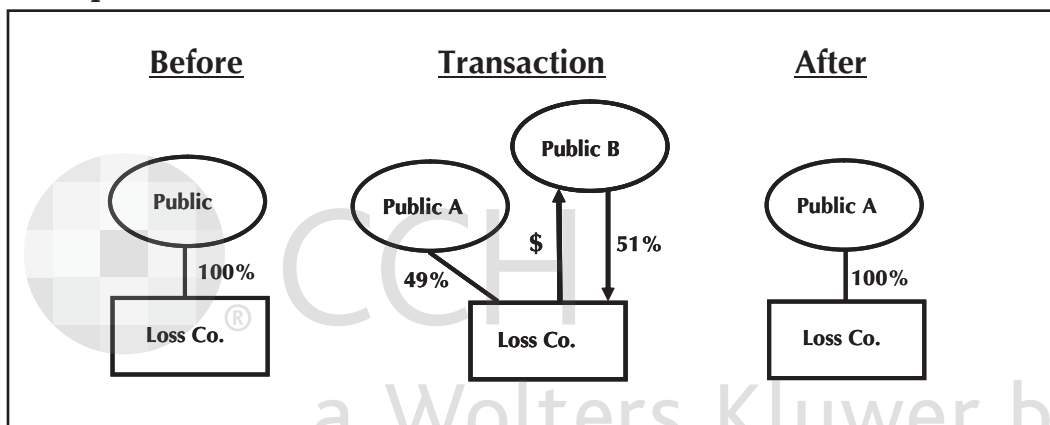 Before Transaction After
Public B
Public Public A Public A
$ 51%
100% 49% 100%
Loss Co. Loss Co. Loss Co.
CCH
®
a Wolters Kluwer b